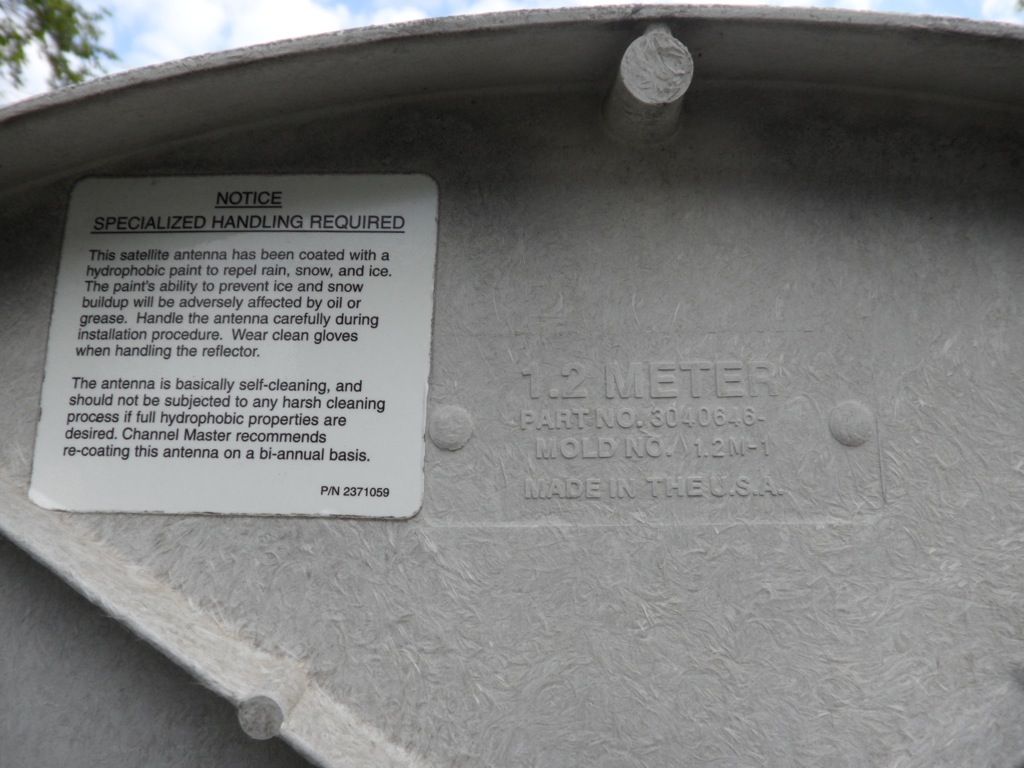 NOTICE
SPECIALIZED HANDLING REQUIRED
This satellite antenna has been coated with a
hydrophobic paint to repel rain, snow, and ice.
The paint's ability to prevent ice and snow
buildup will be adversely affected by oil or
grease. Handle the antenna carefully during
installation procedure. Wear clean gloves
when handling the reflector.
The antenna is basically self-cleaning, and
should not be subjected to any harsh cleaning
process if full hydrophobic properties are
desired. Channel Master recommends
re-coating this antenna on a bi-annual basis.
P/N 2371059
1.2 METER
PART NO. 3040646-
MOLD NO. 1.2M-1
MADE IN THE U.S.A.